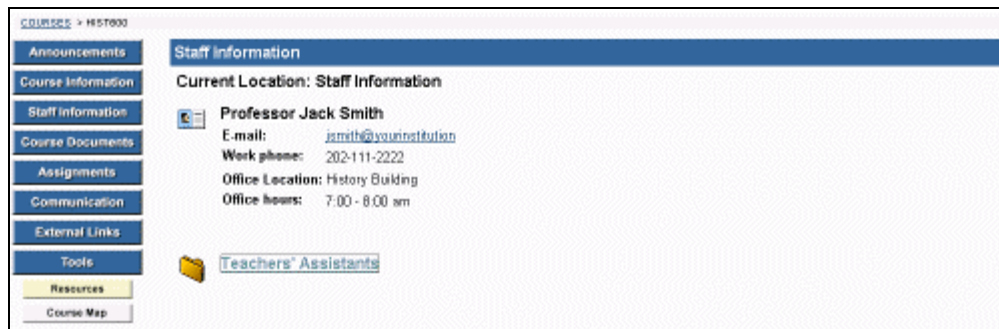 COURSES > HIST800
Announcements
Course Information
Staff Information
Course Documents
Assignments
Communication
External Links
Tools
Resources
Course Map
Staff Information
Current Location: Staff Information
Professor Jack Smith
E-mail: jsmith@yourinstitution
Work phone: 202-111-2222
Office Location: History Building
Office hours: 7:00 - 8:00 am
Teachers' Assistants